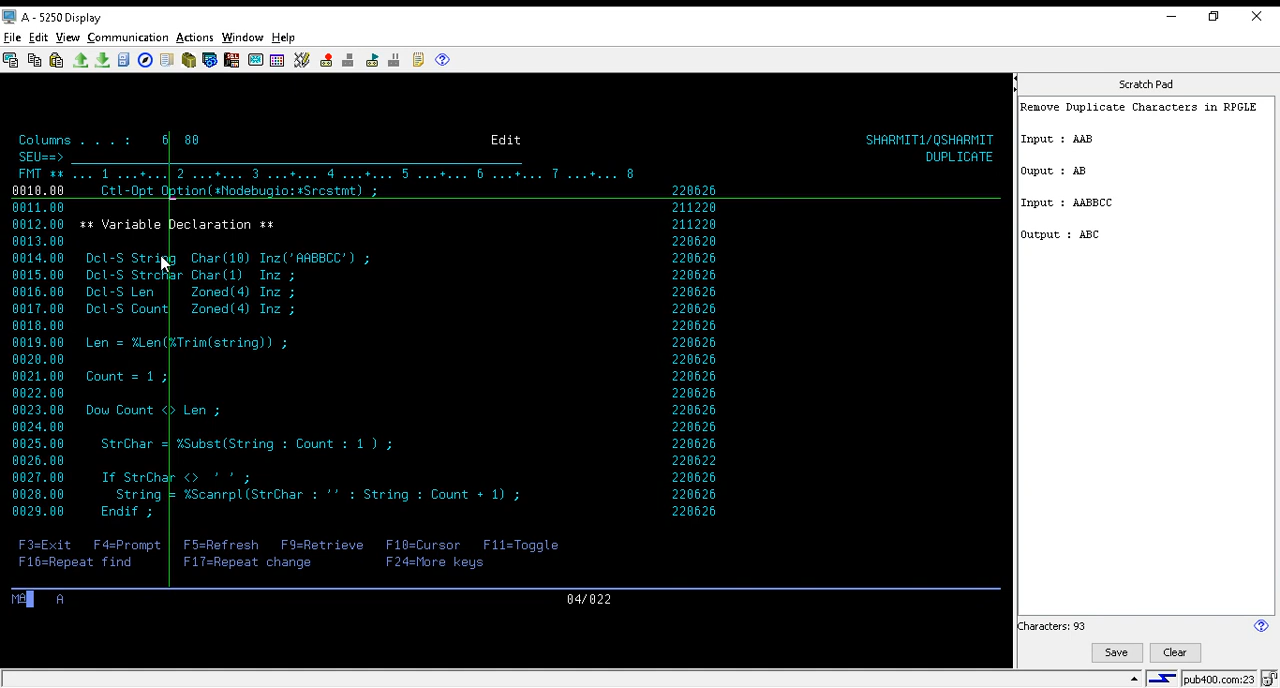 A - 5250 Display
File Edit View Communication Actions Window Help
Columns . . . : 6 80 Edit SHARMIT1/QSHARMIT
SEU==> DUPLICATE
FMT ** ... 1 ...+... 2 ...+... 3 ...+... 4 ...+... 5 ...+... 6 ...+... 7 ...+... 8
0010.00 Ctl-Opt Option(*Nodebugio:*Srcstmt) ; 220626
0011.00 211220
0012.00 ** Variable Declaration ** 211220
0013.00 220620
0014.00 Dcl-S String Char(10) Inz('AABBCC') ; 220626
0015.00 Dcl-S Strchar Char(1) Inz ; 220626
0016.00 Dcl-S Len Zoned(4) Inz ; 220626
0017.00 Dcl-S Count Zoned(4) Inz ; 220626
0018.00 220626
0019.00 Len = %Len(%Trim(string)) ; 220626
0020.00 220626
0021.00 Count = 1 ; 220626
0022.00 220626
0023.00 Dow Count <> Len ; 220626
0024.00 220626
0025.00 StrChar = %Subst(String : Count : 1 ) ; 220626
0026.00 220622
0027.00 If StrChar <> ' ' ; 220626
0028.00 String = %Scanrpl(StrChar : '' : String : Count + 1) ; 220626
0029.00 Endif ; 220626
F3=Exit F4=Prompt F5=Refresh F9=Retrieve F10=Cursor F11=Toggle
F16=Repeat find F17=Repeat change F24=More keys
MA A 04/022
Scratch Pad
Remove Duplicate Characters in RPGLE
Input : AAB
Ouput : AB
Input : AABBCC
Output : ABC
Characters: 93
Save Clear
pub400.com:23